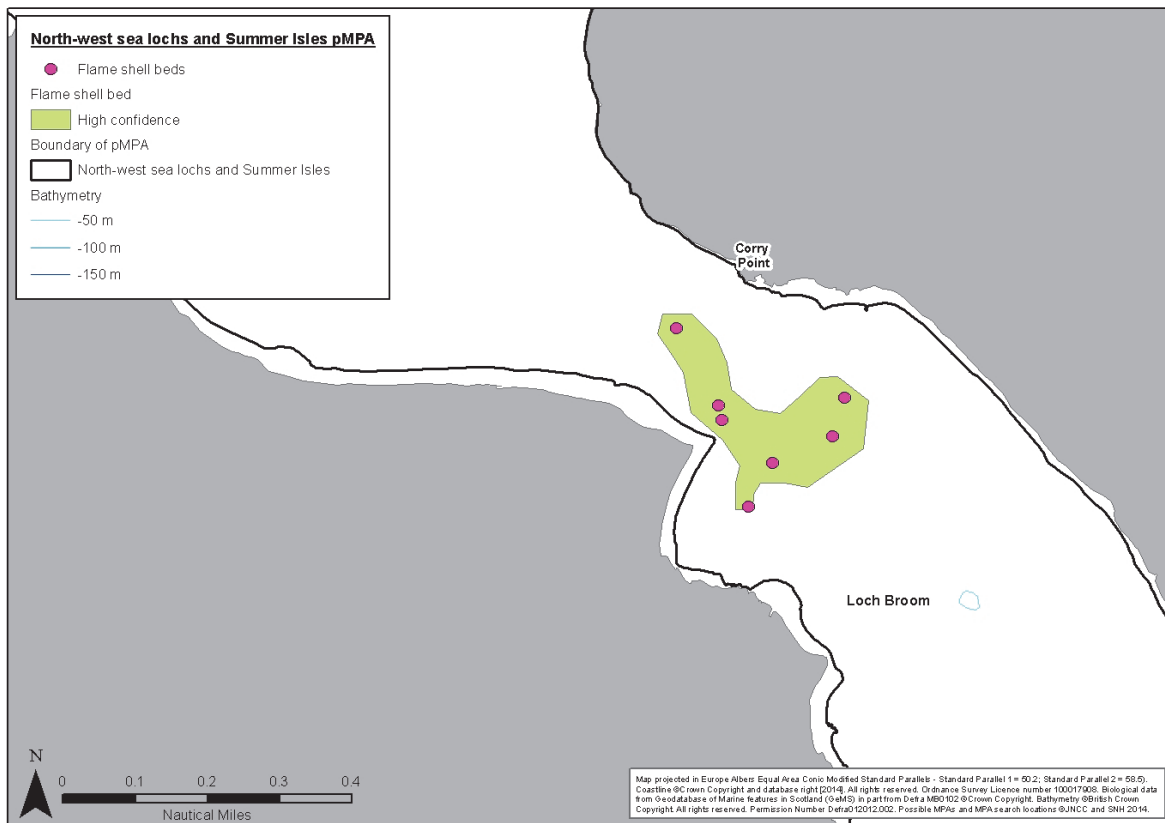 North-west sea lochs and Summer Isles pMPA
Flame shell beds
Flame shell bed
High confidence
Boundary of pMPA
North-west sea lochs and Summer Isles
Bathymetry
-50 m
-100 m
-150 m
Corry
Point
Loch Broom
N
0 0.1 0.2 0.3 0.4
Nautical Miles
Map projected in Europe Albers Equal Area Conic Modified Standard Parallels - Standard Parallel 1 = 50.2; Standard Parallel 2 = 58.5).
Coastline ©Crown Copyright and database right [2014]. All rights reserved. Ordnance Survey Licence number 100017908. Biological data
from Geodatabase of Marine features in Scotland (GeMS) in part from Defra MB0102 ©Crown Copyright. Bathymetry ©British Crown
copyright. All rights reserved. Permission Number Defra012012.002. Possible MPAs and MPA search locations ©JNCC and SNH 2014.